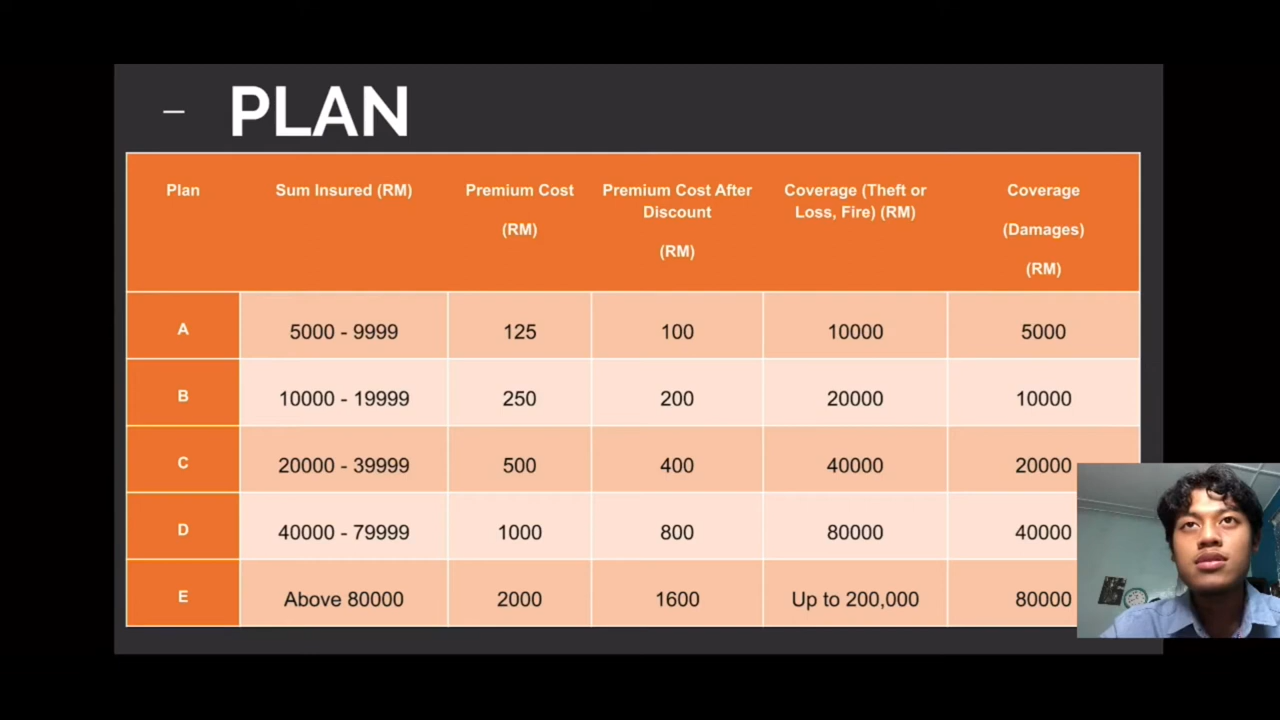 – PLAN
Plan Sum Insured (RM) Premium Cost (RM) Premium Cost After Discount (RM) Coverage (Theft or Loss, Fire) (RM) Coverage (Damages) (RM)
A 5000 - 9999 125 100 10000 5000
B 10000 - 19999 250 200 20000 10000
C 20000 - 39999 500 400 40000 20000
D 40000 - 79999 1000 800 80000 40000
E Above 80000 2000 1600 Up to 200,000 80000